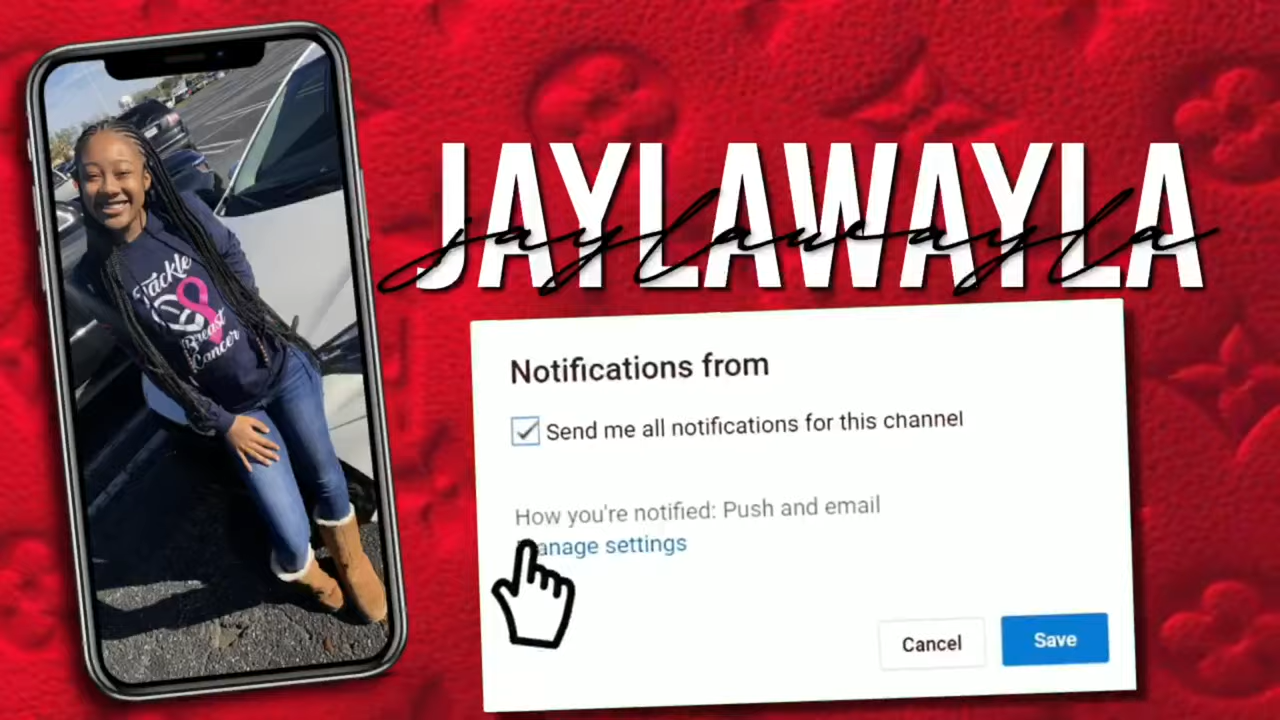 JAYLAWAYLA
jaylawayla
Tackle
Breast
Cancer
Notifications from
Send me all notifications for this channel
How you're notified: Push and email
anage settings
Cancel
Save